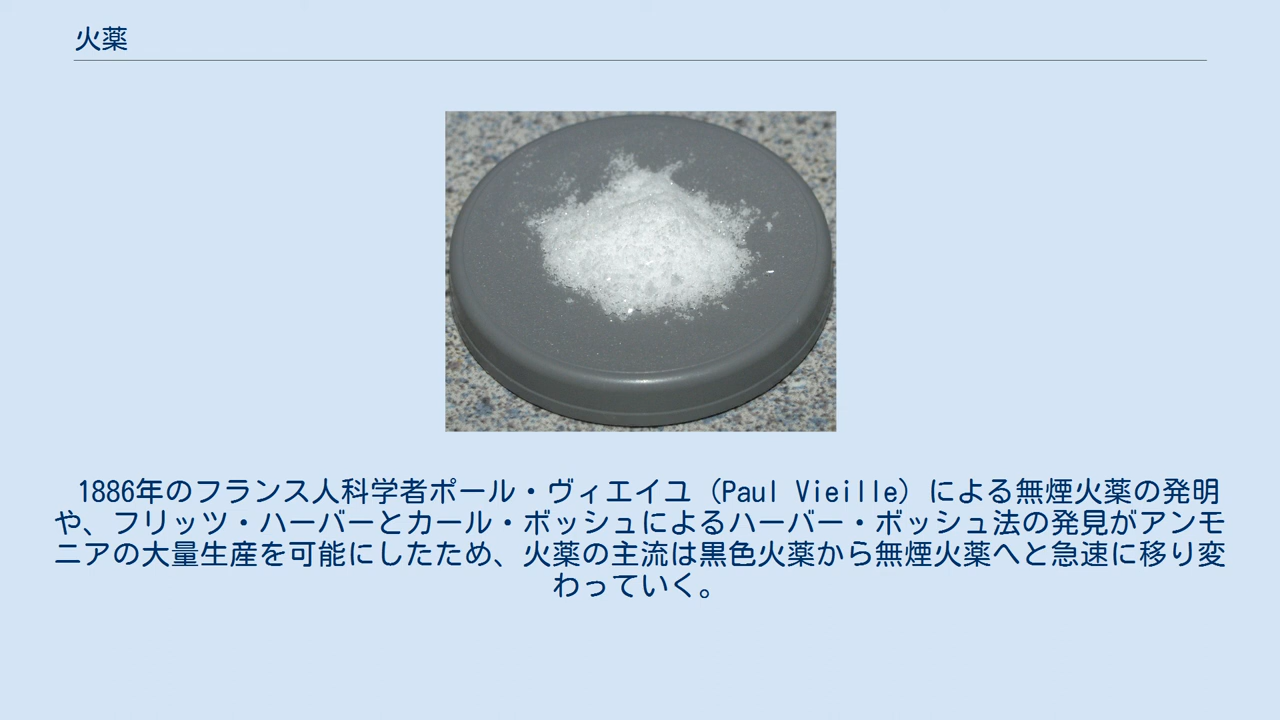 火薬
1886年のフランス人科学者ポール・ヴィエイユ（Paul Vieille）による無煙火薬の発明
や、フリッツ・ハーバーとカール・ボッシュによるハーバー・ボッシュ法の発見がアンモ
ニアの大量生産を可能にしたため、火薬の主流は黒色火薬から無煙火薬へと急速に移り変
わっていく。